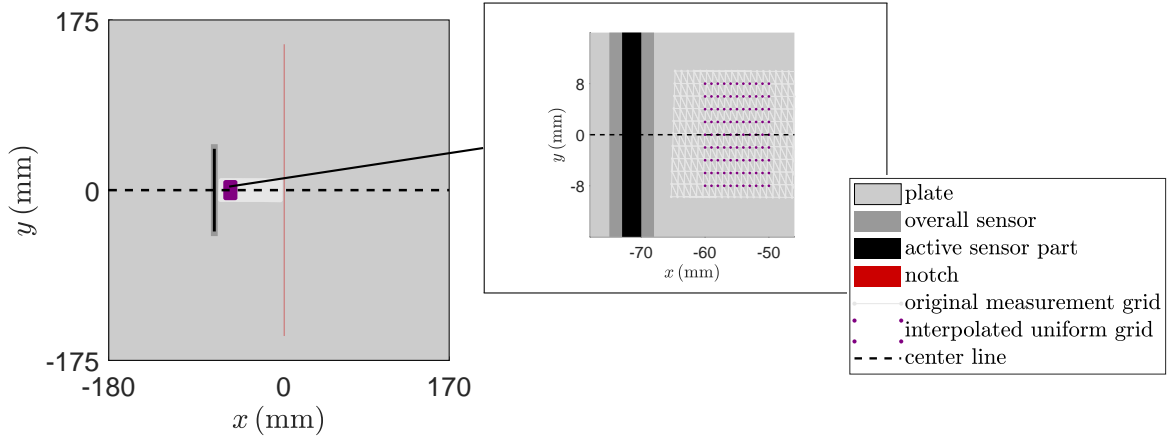 175
0
-175
y (mm)
-180
0
170
x (mm)
8
0
-8
y (mm)
-70
-60
-50
x (mm)
plate
overall sensor
active sensor part
notch
original measurement grid
interpolated uniform grid
center line